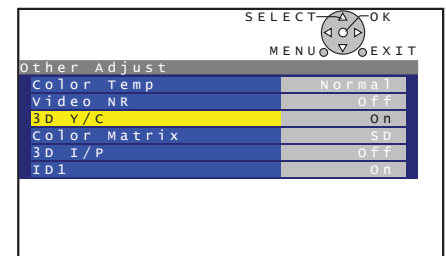 SELECT OK
MENU EXIT
Other Adjust
Color Temp Normal
Video NR Off
3D Y/C On
Color Matrix SD
3D I/P Off
ID1 On